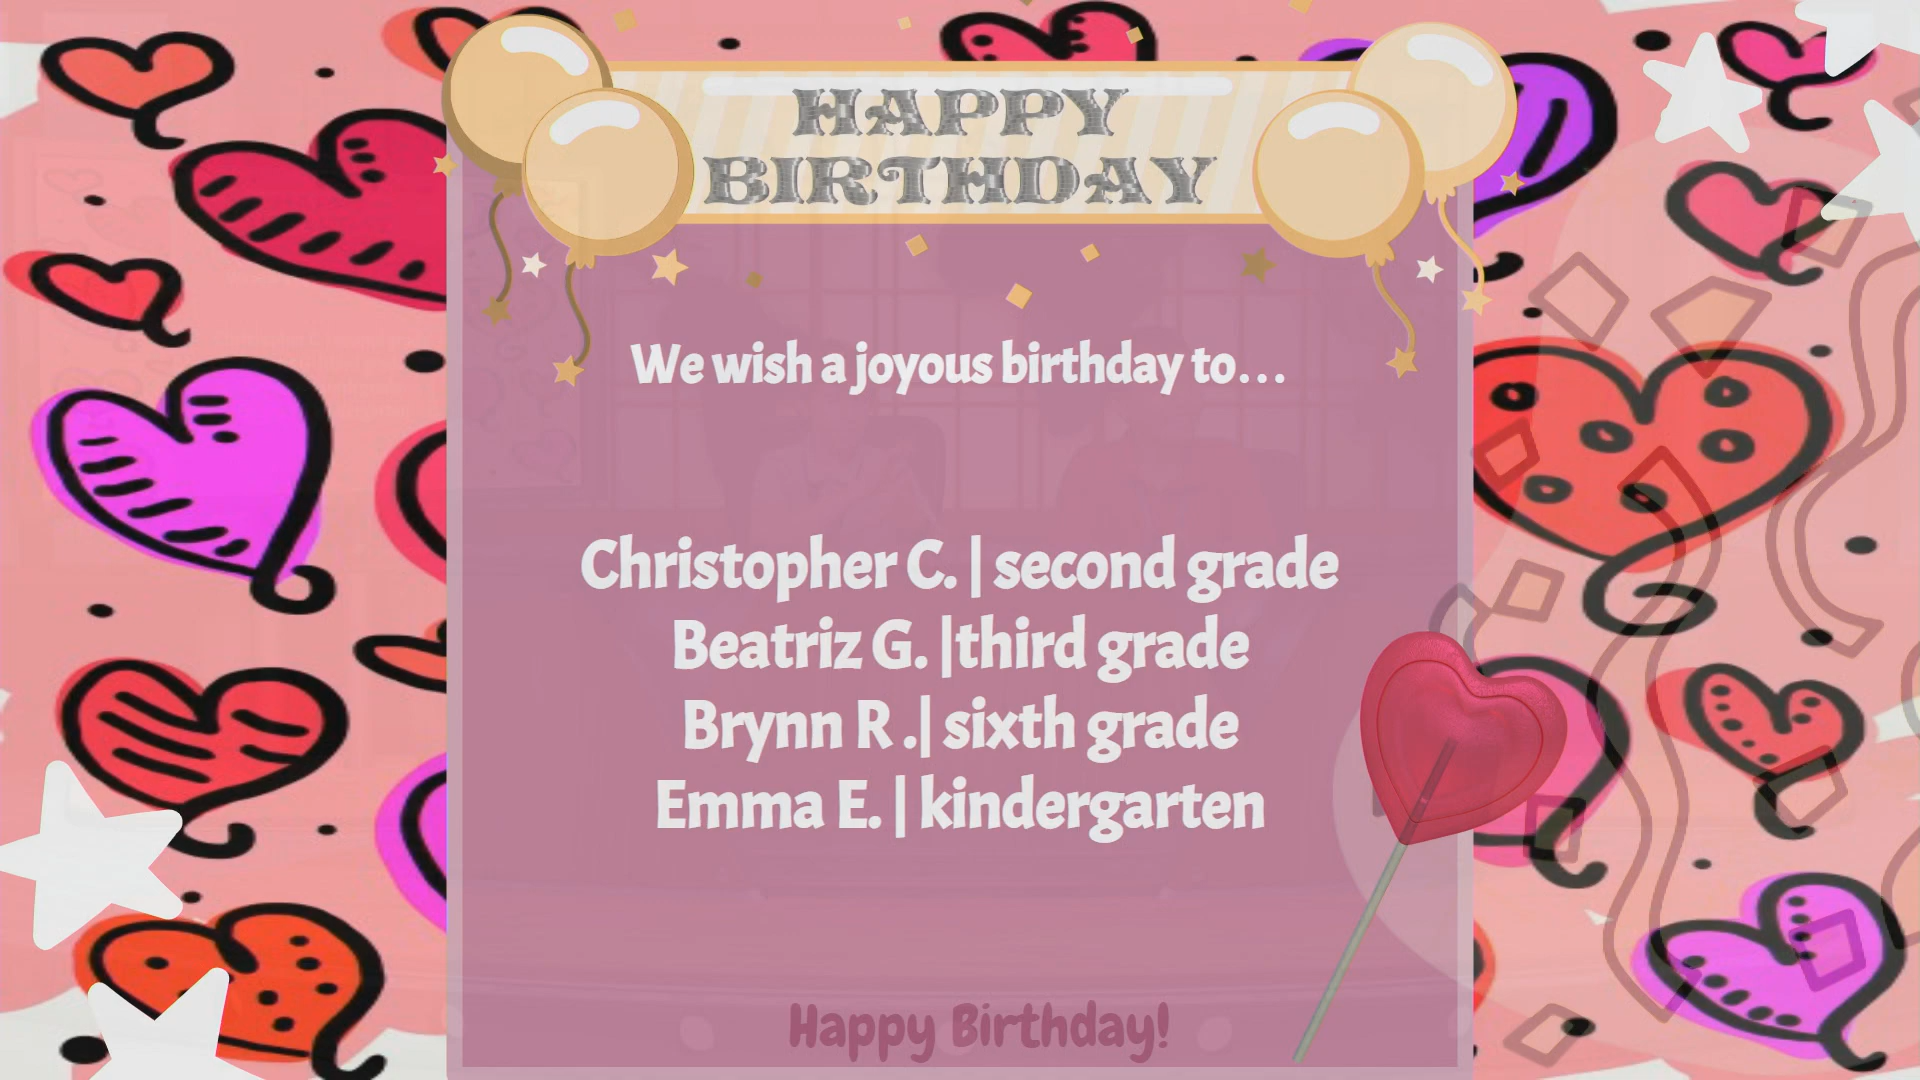 HAPPY
BIRTHDAY
We wish a joyous birthday to...
Christopher C. | second grade
Beatriz G. |third grade
Brynn R .| sixth grade
Emma E. | kindergarten
Happy Birthday!